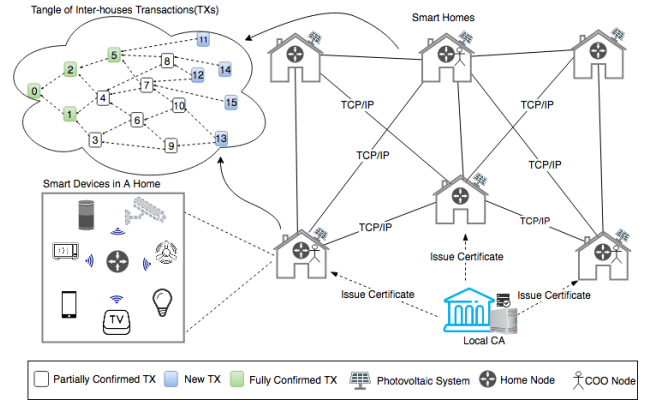 Tangle of Inter-houses Transactions(TXs)
Smart Homes
11
5
8
14
2
12
7
0
4
15
10
1
6
3
9
13
TCP/IP
TCP/IP
TCP/IP
TCP/IP
TCP/IP
TCP/IP
Smart Devices in A Home
TV
Issue Certificate
Issue Certificate
Issue Certificate
Local CA
Partially Confirmed TX
New TX
Fully Confirmed TX
Photovoltaic System
Home Node
COO Node